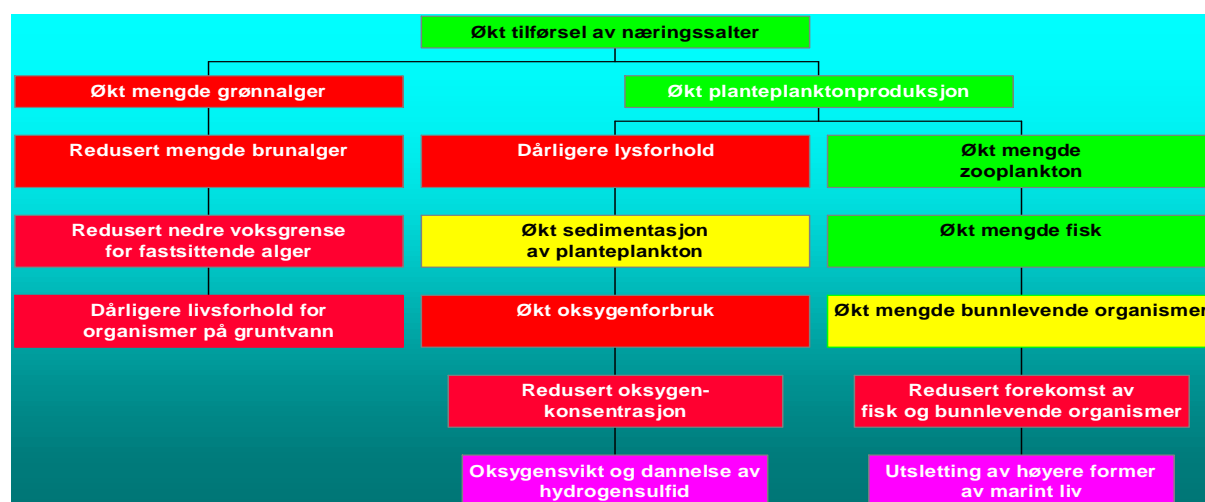 Økt tilførsel av næringssalter
Økt mengde grønnalger
Økt planteplanktonproduksjon
Redusert mengde brunalger
Dårligere lysforhold
Økt mengde
zooplankton
Redusert nedre voksgrense
for fastsittende alger
Økt sedimentasjon
av planteplankton
Økt mengde fisk
Dårligere livsforhold for
organismer på gruntvann
Økt oksygenforbruk
Økt mengde bunnlevende organismer
Redusert oksygen-
konsentrasjon
Redusert forekomst av
fisk og bunnlevende organismer
Oksygensvikt og dannelse av
hydrogensulfid
Utsletting av høyere former
av marint liv